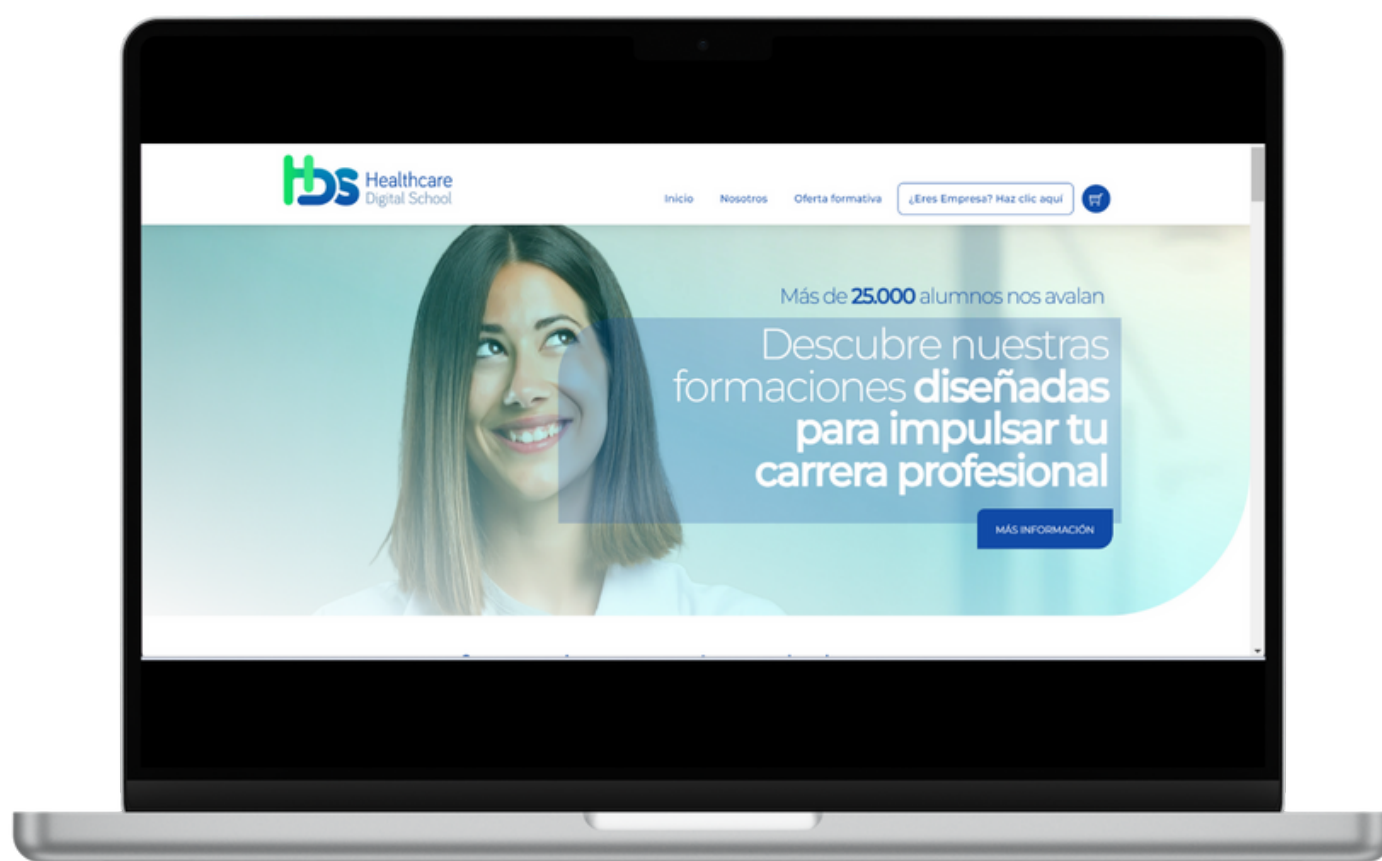 HDS Healthcare
Digital School
Inicio Nosotros Oferta formativa ¿Eres Empresa? Haz clic aquí
Más de 25.000 alumnos nos avalan
Descubre nuestras
formaciones diseñadas
para impulsar tu
carrera profesional
MÁS INFORMACIÓN